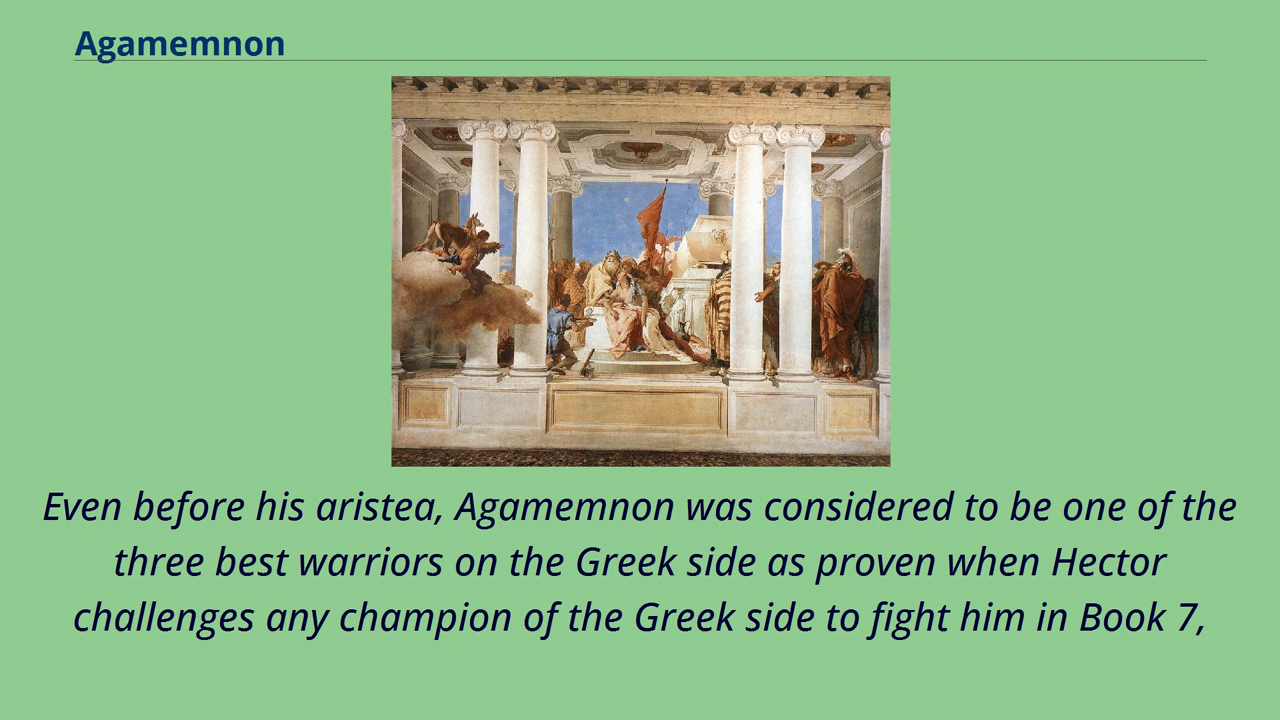 Agamemnon
Even before his aristea, Agamemnon was considered to be one of the
three best warriors on the Greek side as proven when Hector
challenges any champion of the Greek side to fight him in Book 7,